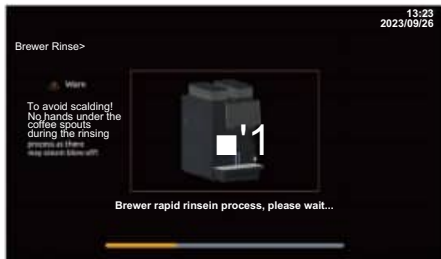 13:23
2023/09/26
Brewer Rinse>
Warn
To avoid scalding!
No hands under the
coffee spouts
during the rinsing
process as there
may steam blow off!
■'1
Brewer rapid rinsein process, please wait...